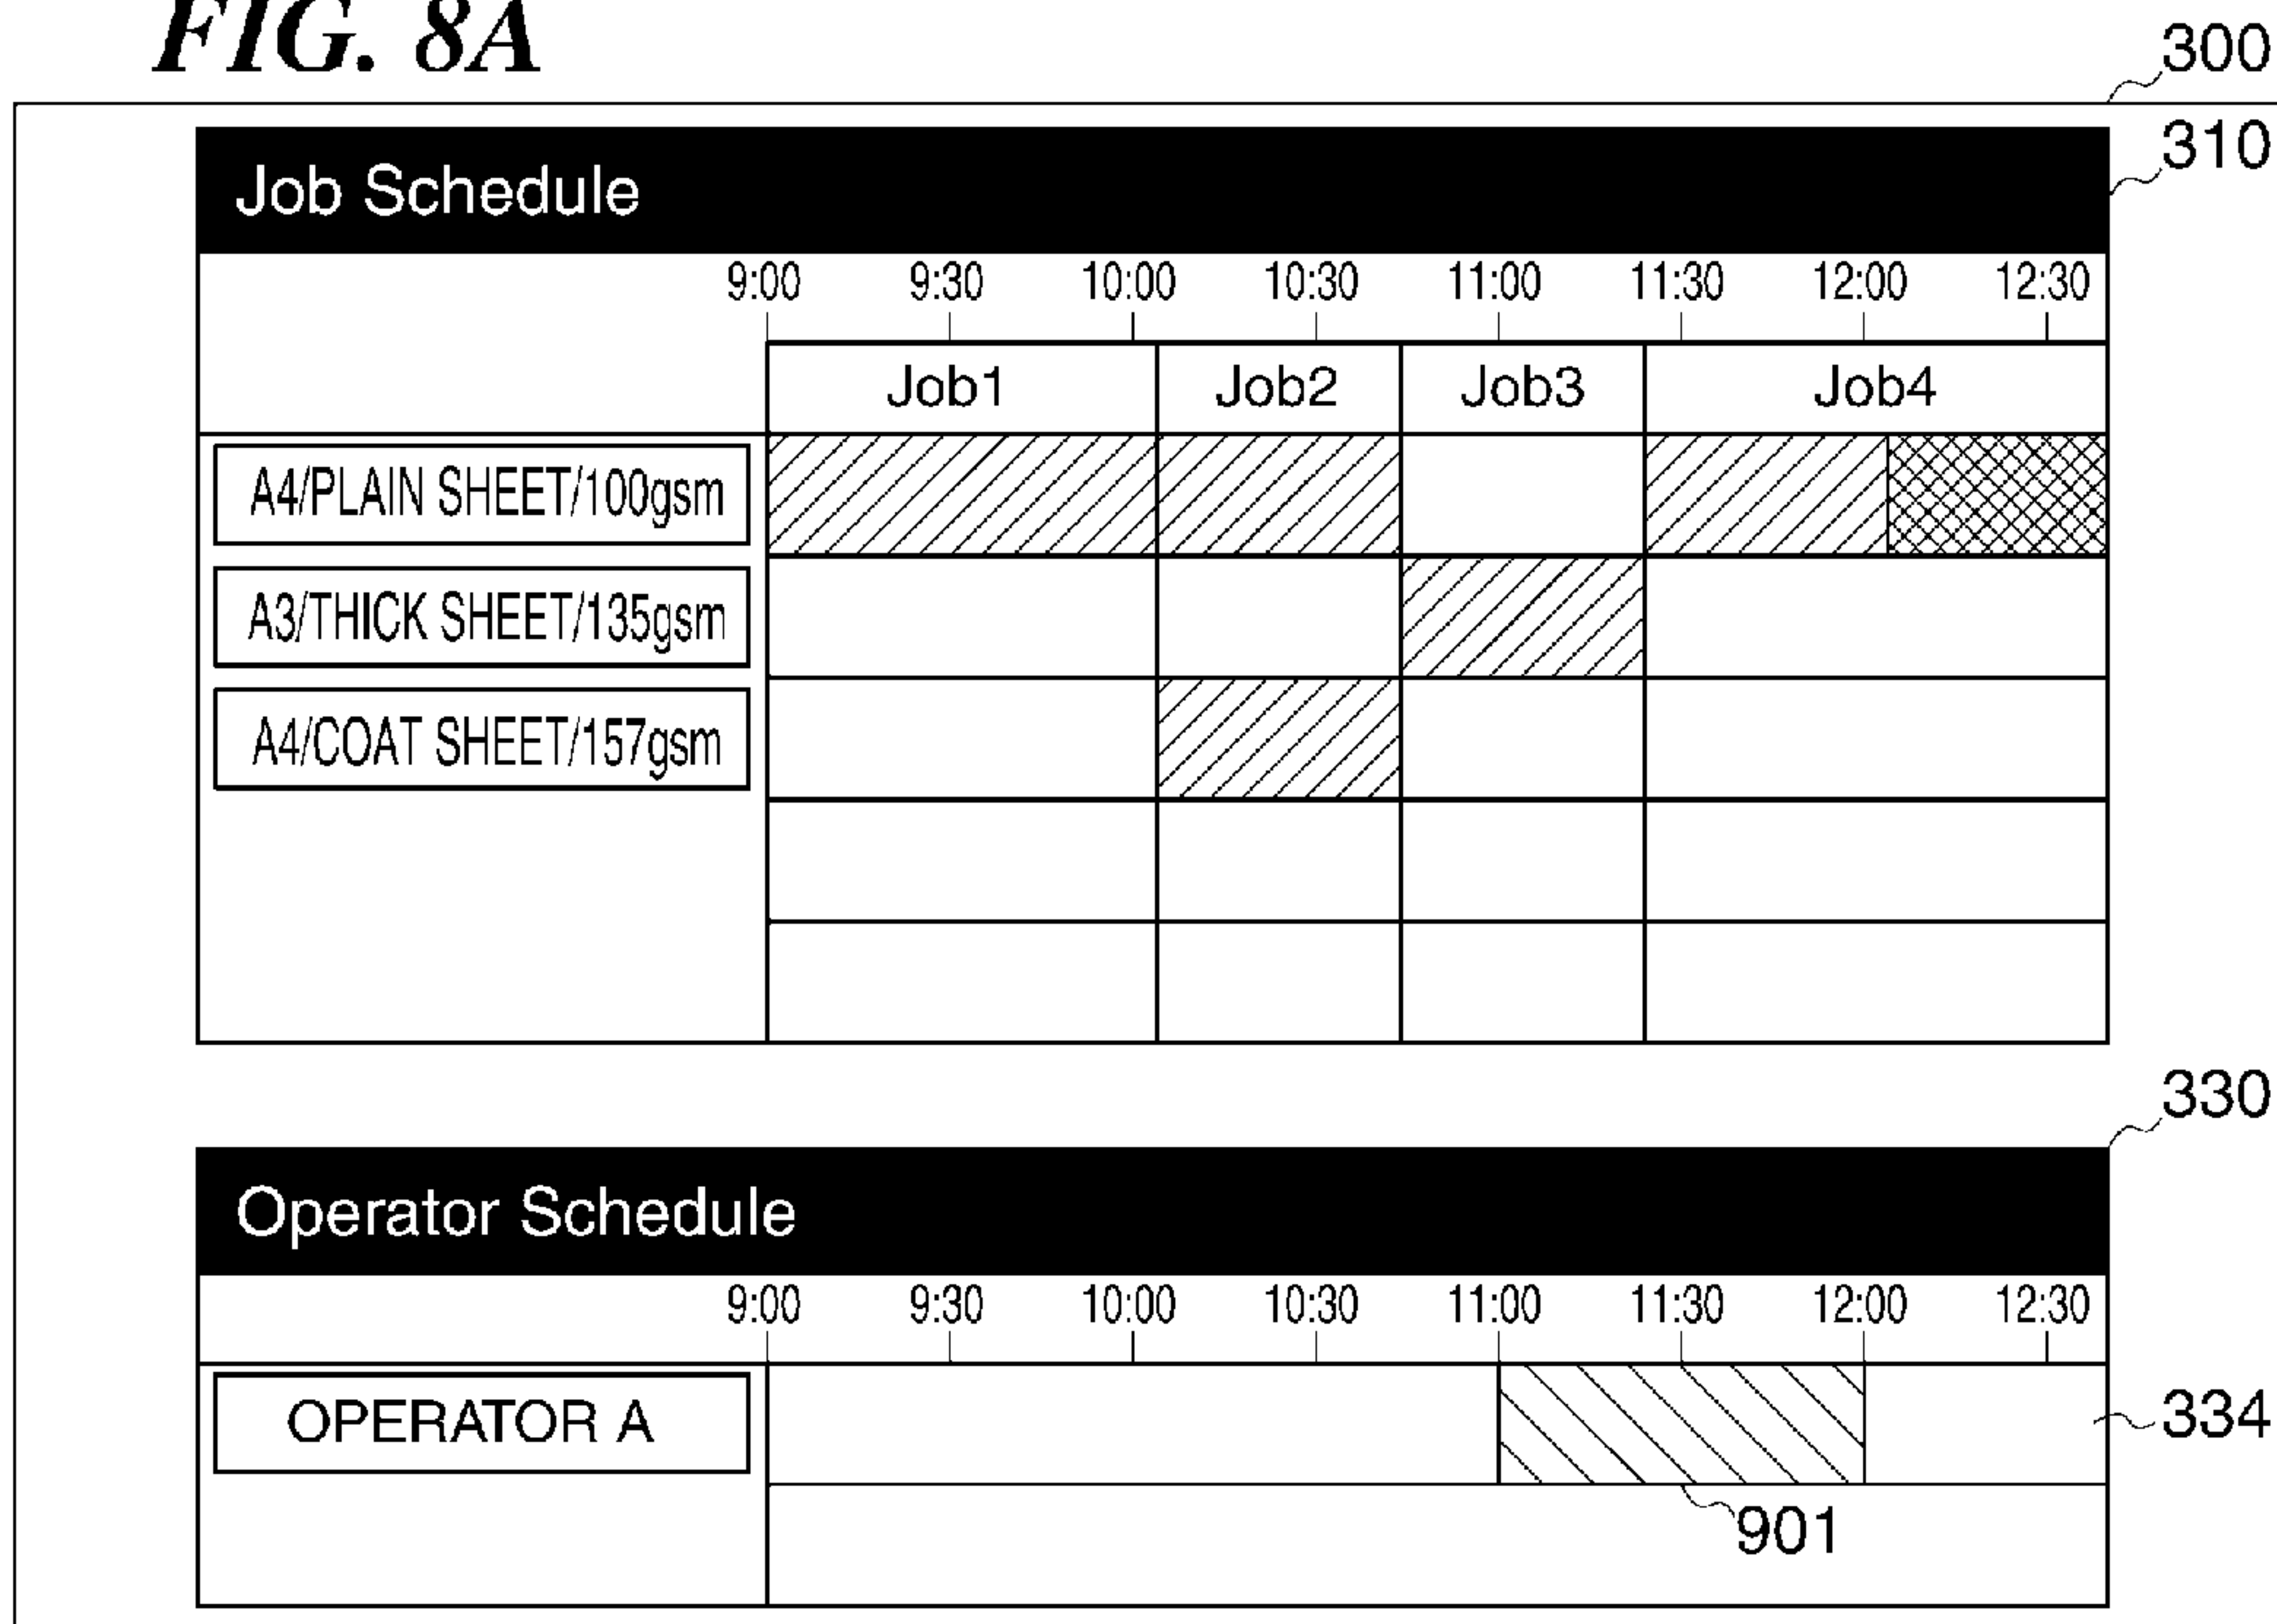 FIG. 8A
300
310
Job Schedule
9:00 9:30 10:00 10:30 11:00 11:30 12:00 12:30
Job1 Job2 Job3 Job4
A4/PLAIN SHEET/100gsm
A3/THICK SHEET/135gsm
A4/COAT SHEET/157gsm
330
Operator Schedule
9:00 9:30 10:00 10:30 11:00 11:30 12:00 12:30
OPERATOR A
334
901